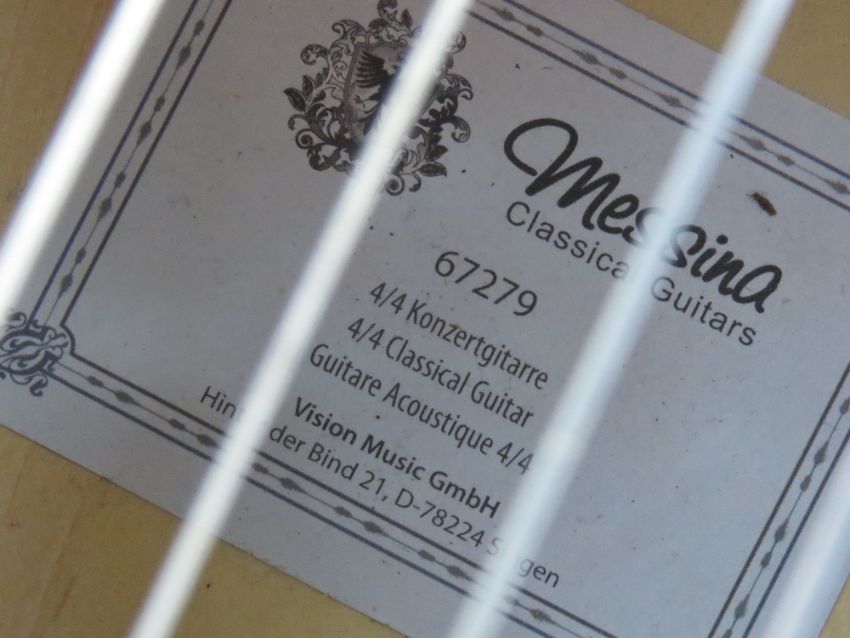 Messina
Classical Guitars
67279
4/4 Konzertgitarre
4/4 Classical Guitar
Guitare Acoustique 4/4
Vision Music GmbH
der Bind 21, D-78224